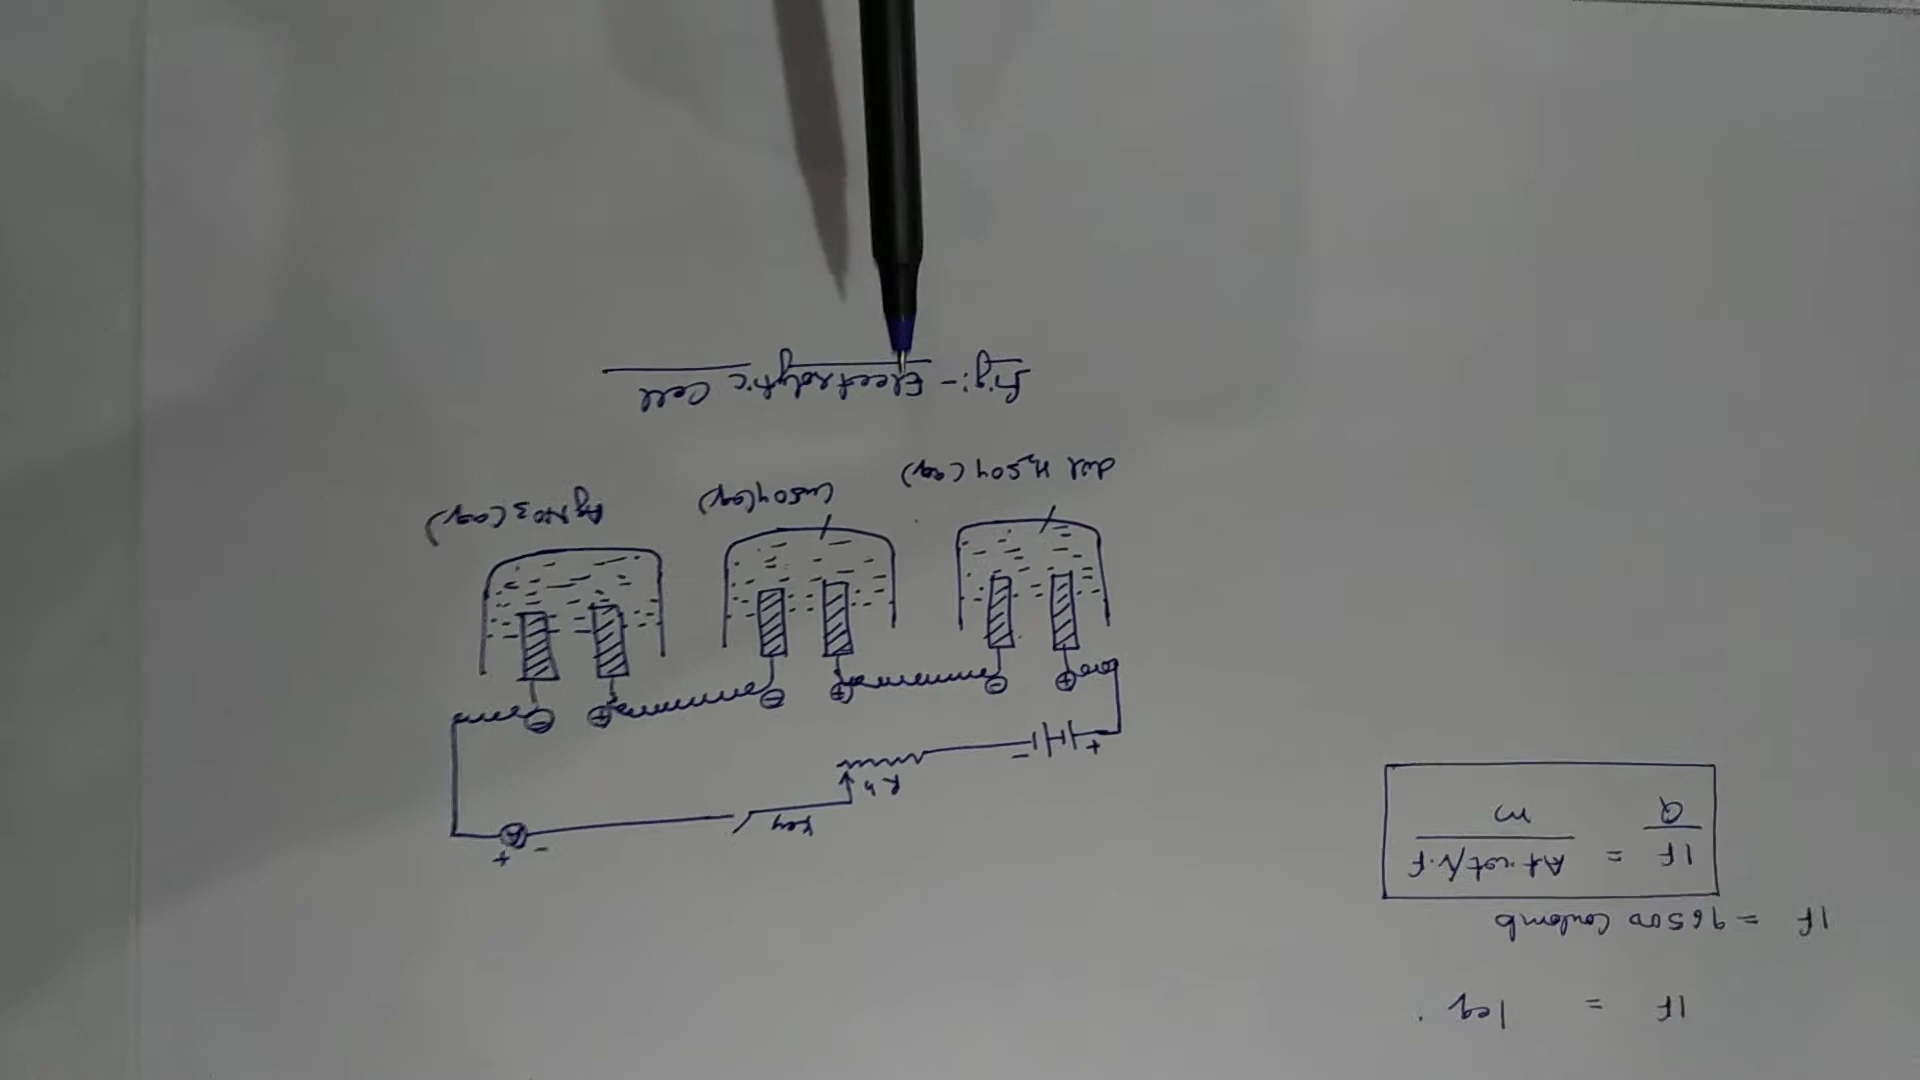 1F = 1eq.
1F = 96500 Coulomb
1F / Q = At.wt/V.F / m
+ -
A
Key
Rh
- +
⊖ ⊕ ⊖ ⊕ ⊖ ⊕
dil H2SO4(aq)
CuSO4(aq)
AgNO3(aq)
Fig:- Electrolytic Cell